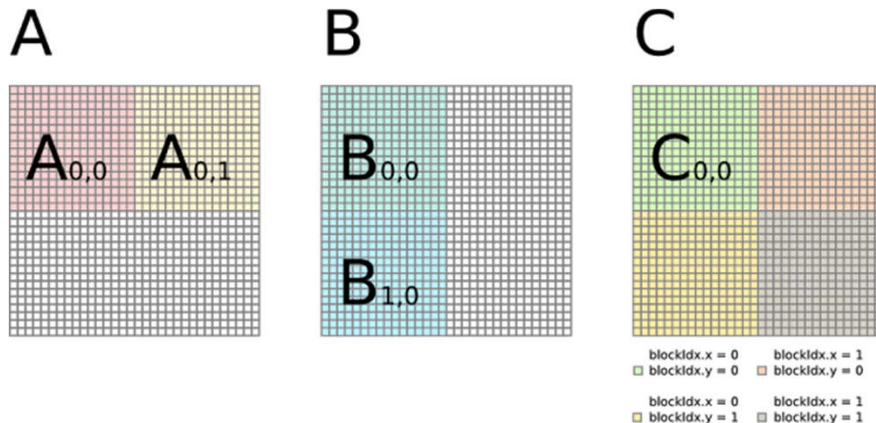 A B C
A0,0 A0,1 B0,0 C0,0
B1,0
blockIdx.x = 0 blockIdx.x = 1
blockIdx.y = 0 blockIdx.y = 0
blockIdx.x = 0 blockIdx.x = 1
blockIdx.y = 1 blockIdx.y = 1